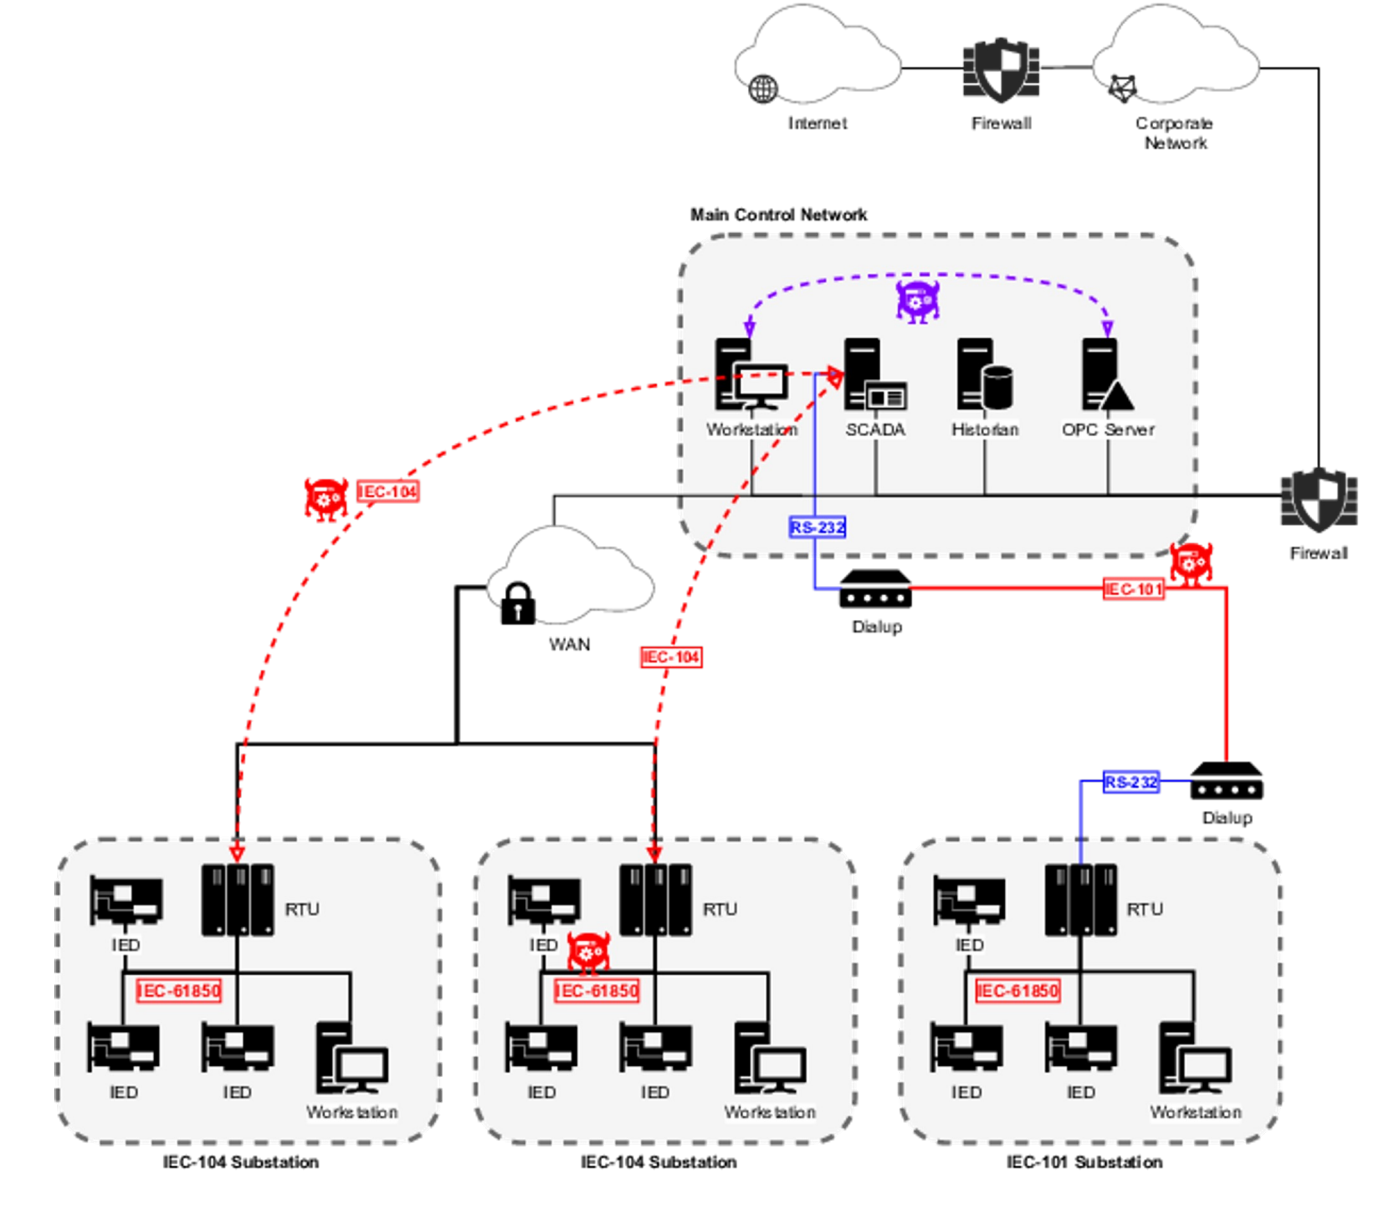 Internet
Firewall
Corporate
Network
Main Control Network
Workstation
SCADA
Historian
OPC Server
IEC-104
RS-232
Firewall
IEC-101
Dialup
WAN
IEC-104
RS-232
Dialup
RTU
IED
IEC-61850
IED
IED
Workstation
IEC-104 Substation
RTU
IED
IEC-61850
IED
IED
Workstation
IEC-104 Substation
RTU
IED
IEC-61850
IED
IED
Workstation
IEC-101 Substation